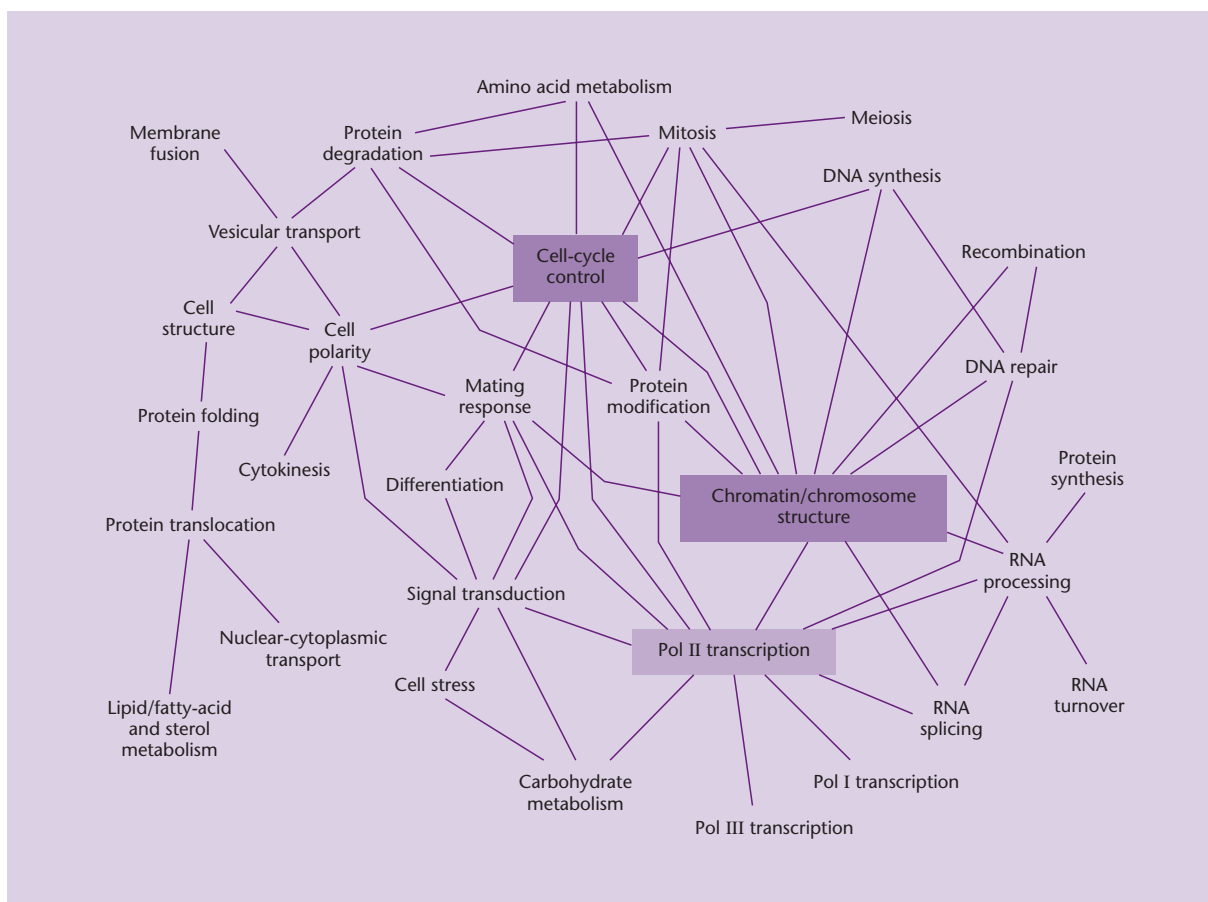 Amino acid metabolism
Membrane
fusion
Protein
degradation
Mitosis
Meiosis
DNA synthesis
Vesicular transport
Cell-cycle
control
Recombination
Cell
structure
Cell
polarity
DNA repair
Mating
response
Protein
modification
Protein folding
Cytokinesis
Differentiation
Protein
synthesis
Chromatin/chromosome
structure
Protein translocation
RNA
processing
Signal transduction
Nuclear-cytoplasmic
transport
Pol II transcription
Cell stress
RNA
turnover
Lipid/fatty-acid
and sterol
metabolism
RNA
splicing
Carbohydrate
metabolism
Pol I transcription
Pol III transcription